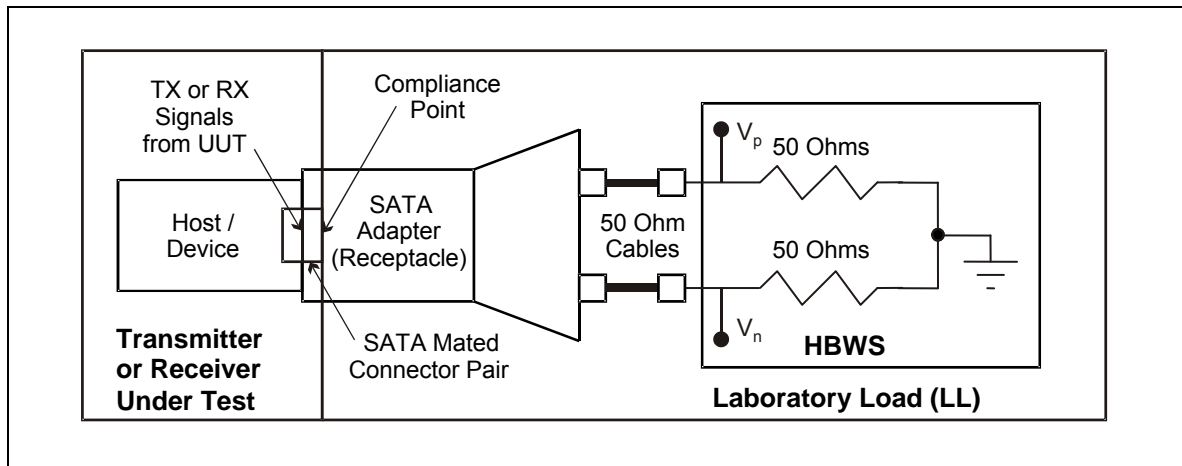 TX or RX
Signals
from UUT
Compliance
Point
Host /
Device
SATA
Adapter
(Receptacle)
50 Ohm
Cables
Vp
50 Ohms
50 Ohms
Vn
HBWS
SATA Mated
Connector Pair
Transmitter
or Receiver
Under Test
Laboratory Load (LL)